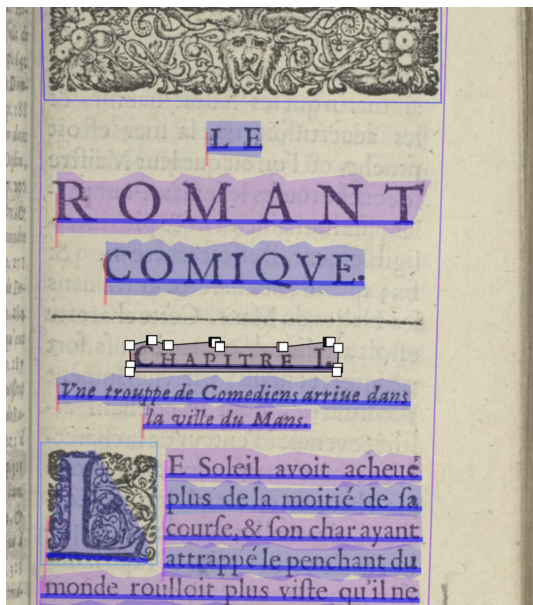 LE
ROMANT
COMIQVE.
CHAPITRE I.
Vne trouppe de Comediens arriue dans
la ville du Mans.
LE Soleil avoit acheué
plus de la moitié de ſa
courſe, & ſon char ayant
attrappé le penchant du
monde roulloit plus viſte qu'il ne